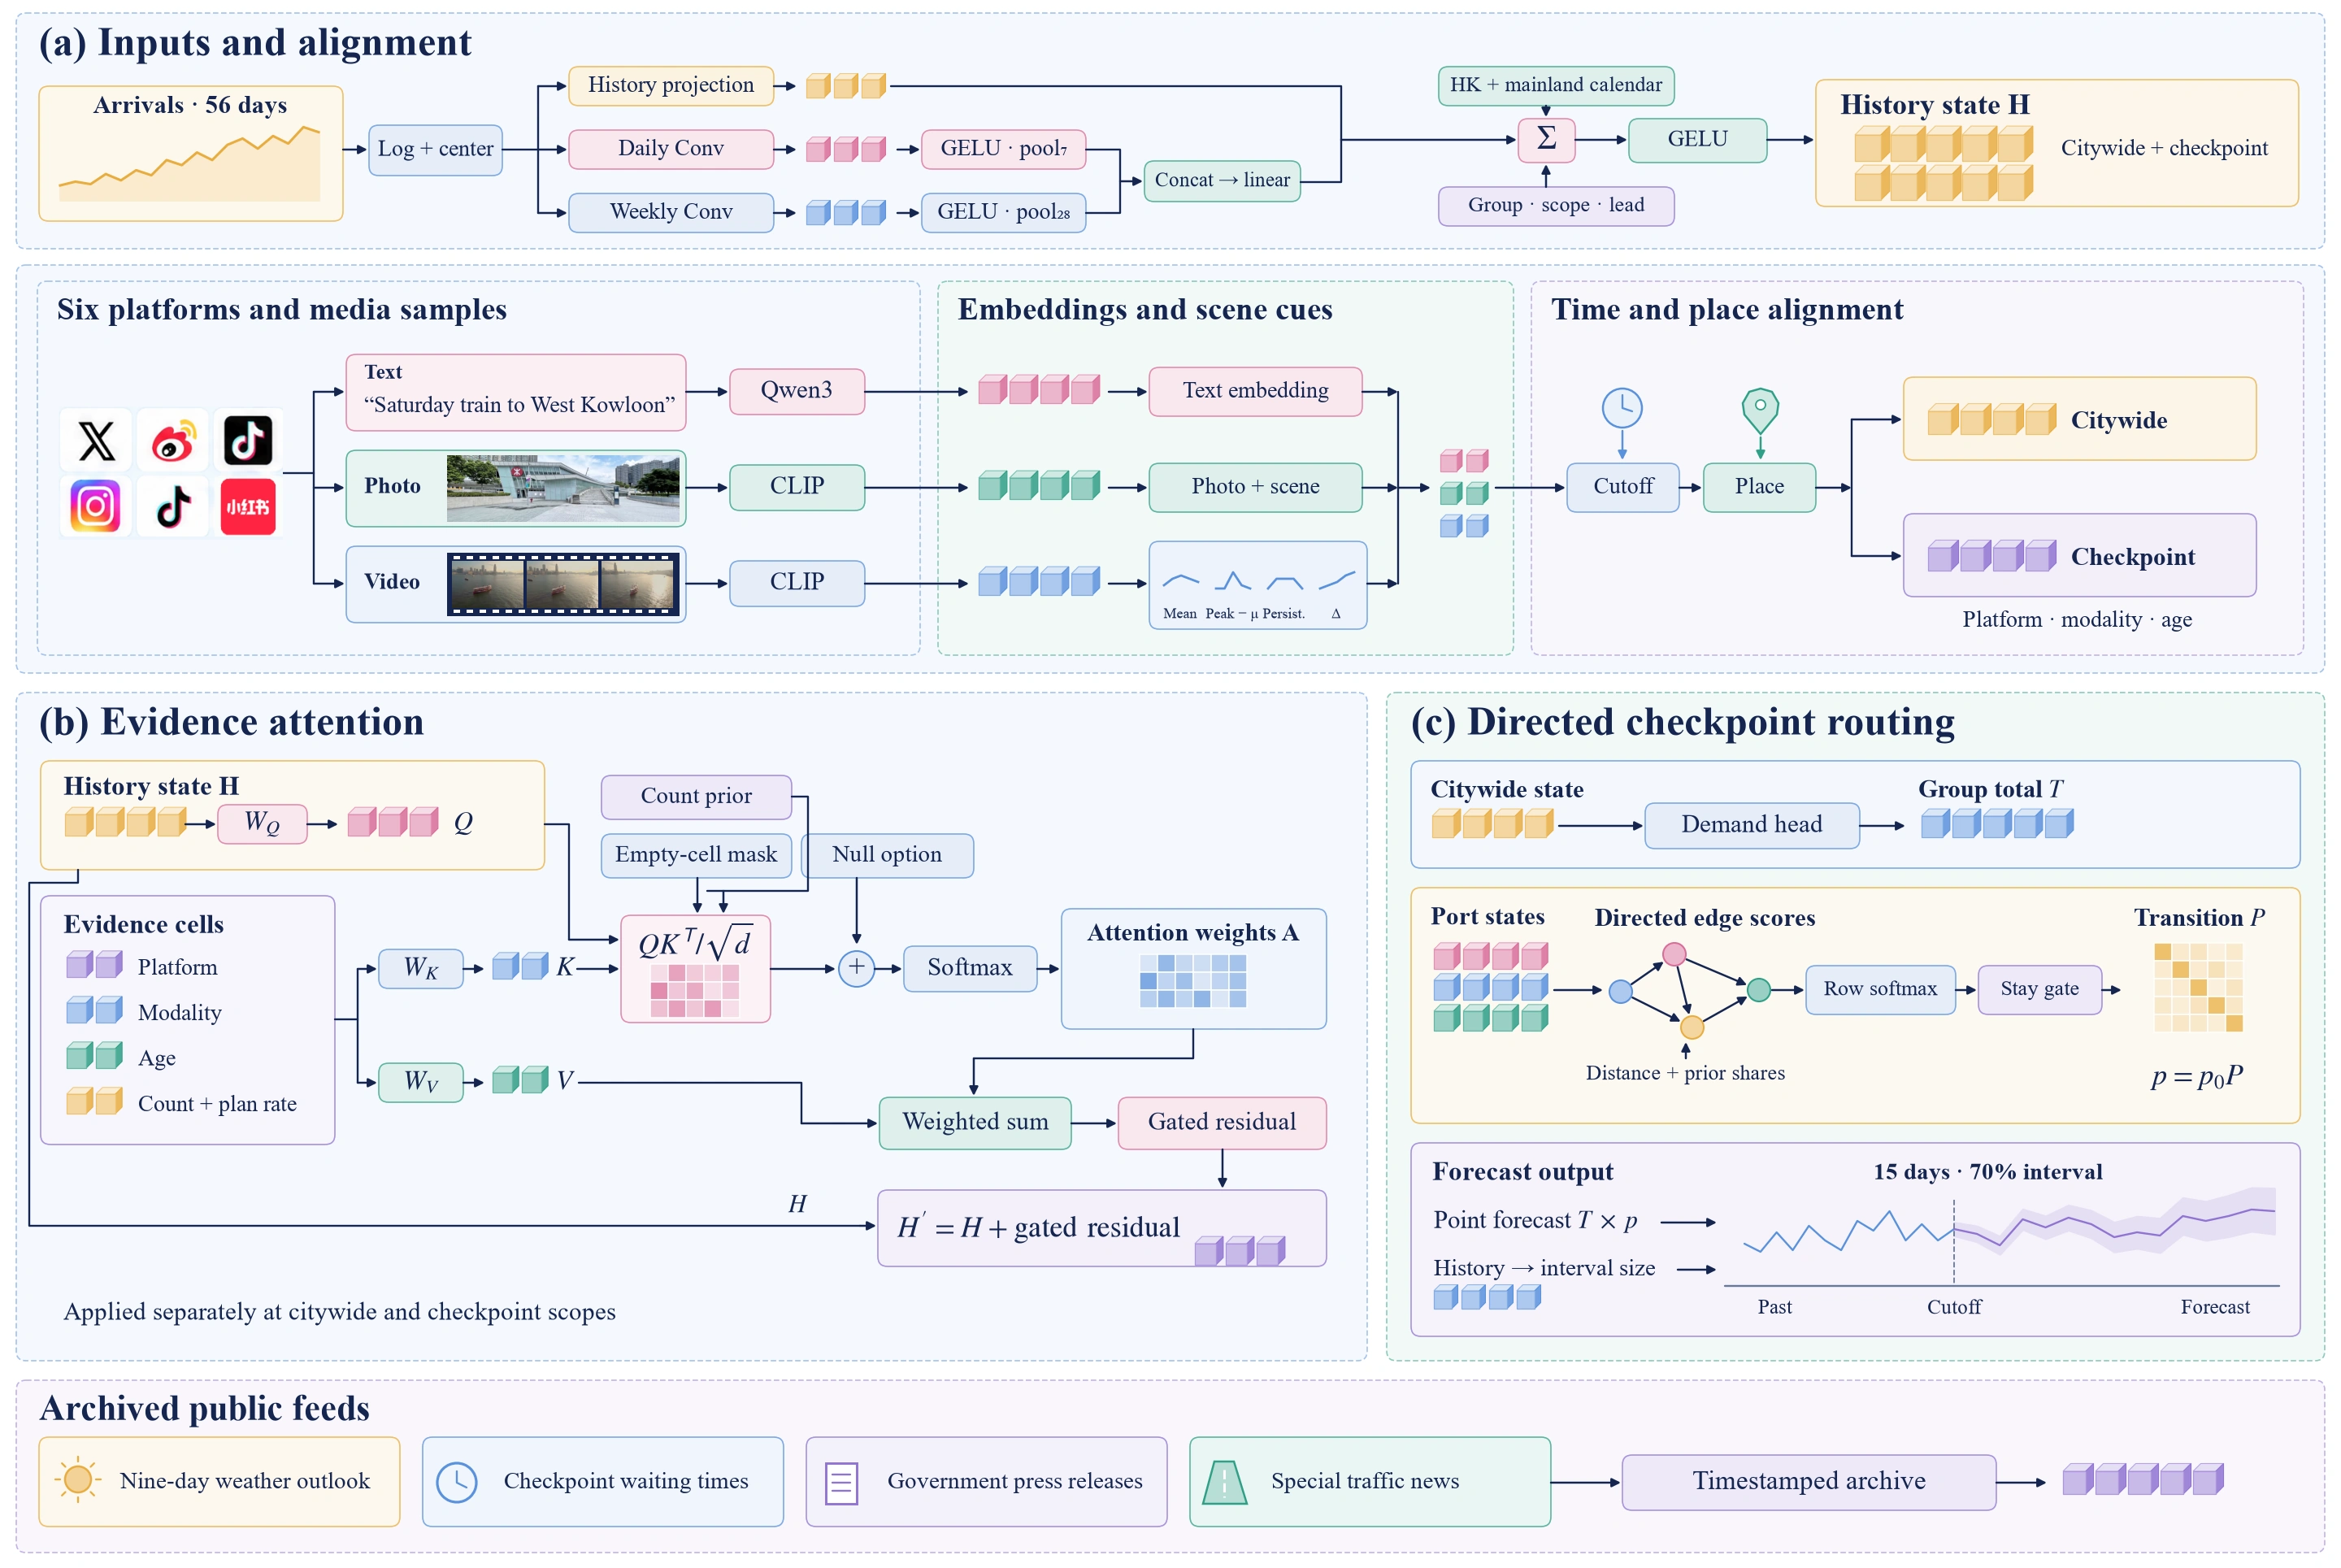 (a) Inputs and alignment
Arrivals · 56 days
Log + center
History projection
Daily Conv
GELU · pool₇
Weekly Conv
GELU · pool₂₈
Concat → linear
HK + mainland calendar
Σ
GELU
Group · scope · lead
History state H
Citywide + checkpoint
Six platforms and media samples
小红书
Text
“Saturday train to West Kowloon”
Qwen3
Photo
CLIP
Video
CLIP
Embeddings and scene cues
Text embedding
Photo + scene
Mean Peak − μ Persist. Δ
Time and place alignment
Cutoff
Place
Citywide
Checkpoint
Platform · modality · age
(b) Evidence attention
History state H
W_Q
Q
Count prior
Empty-cell mask
Null option
Evidence cells
Platform
Modality
Age
Count + plan rate
W_K
K
W_V
V
QK^T/√d
+
Softmax
Attention weights A
Weighted sum
Gated residual
H
H′ = H + gated residual
Applied separately at citywide and checkpoint scopes
(c) Directed checkpoint routing
Citywide state
Demand head
Group total T
Port states
Directed edge scores
Distance + prior shares
Row softmax
Stay gate
Transition P
p = p₀P
Forecast output
15 days · 70% interval
Point forecast T × p
History → interval size
Past
Cutoff
Forecast
Archived public feeds
Nine-day weather outlook
Checkpoint waiting times
Government press releases
Special traffic news
Timestamped archive